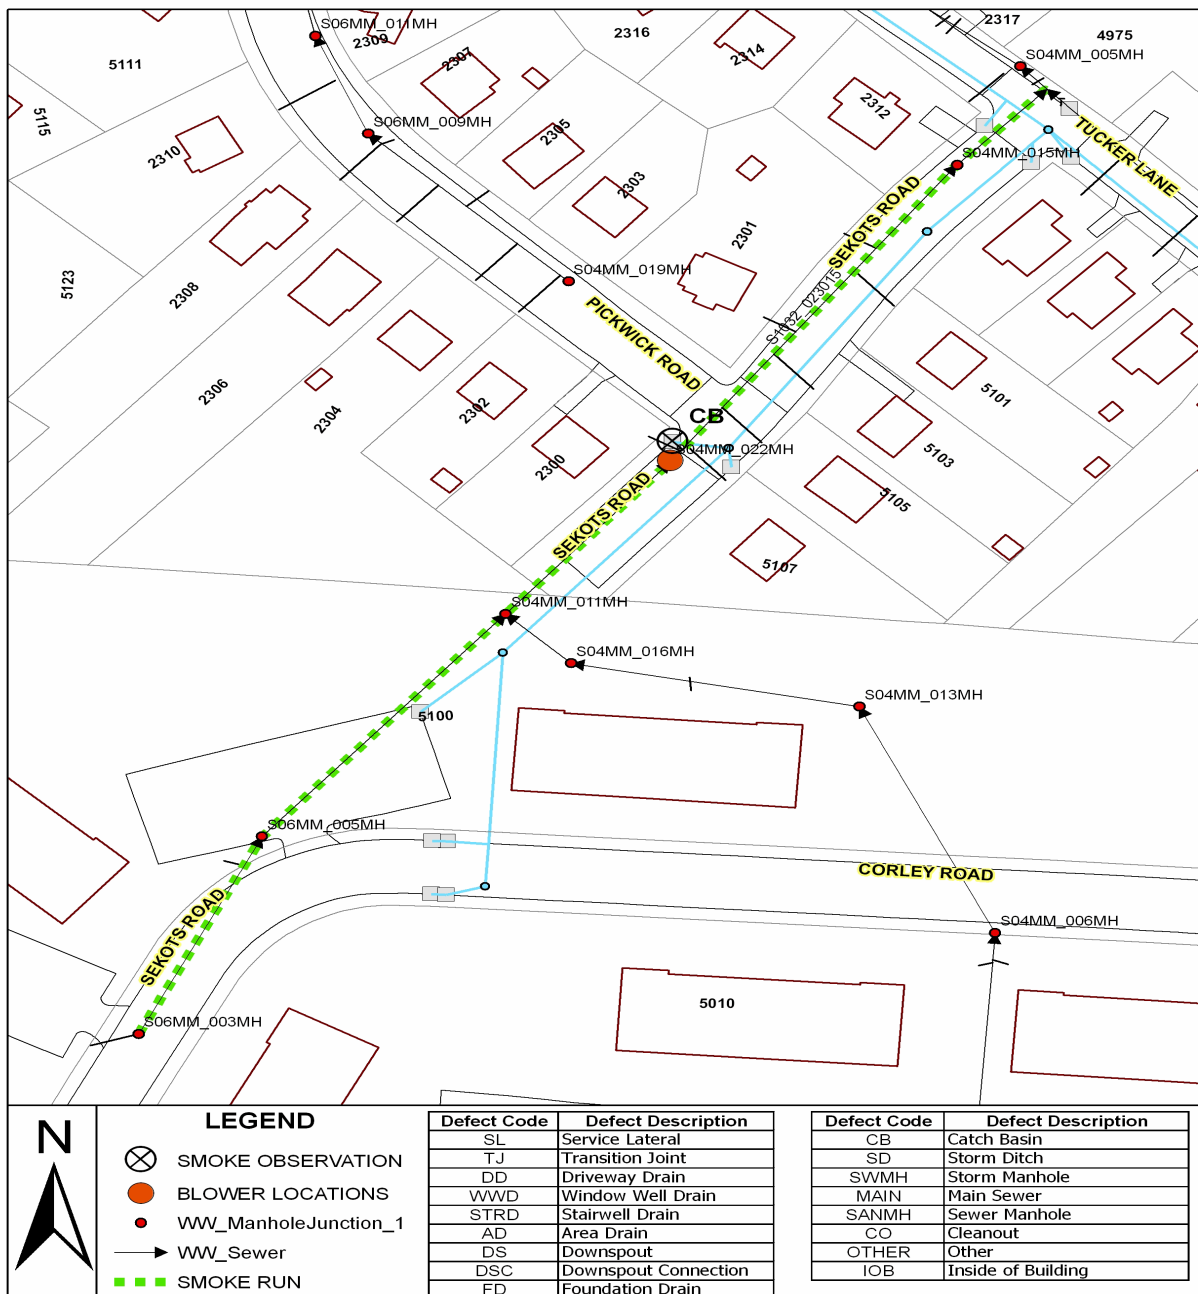 S06MM_011MH
2309
2316
2317
4975
5111
2307
2314
S04MM_005MH
5115
S06MM_009MH
2305
2312
TUCKER LANE
2310
S04MM_015MH
2303
SEKOTS ROAD
2301
5123
2308
S04MM_019MH
S1032_023015
PICKWICK ROAD
2306
2304
2302
5101
CB
S04MM_022MH
5103
2300
SEKOTS ROAD
5105
5107
S04MM_011MH
S04MM_016MH
S04MM_013MH
5100
S06MM_005MH
CORLEY ROAD
SEKOTS ROAD
S04MM_006MH
5010
S06MM_003MH
N
LEGEND
SMOKE OBSERVATION
BLOWER LOCATIONS
WW_ManholeJunction_1
WW_Sewer
SMOKE RUN
Defect Code Defect Description
SL Service Lateral
TJ Transition Joint
DD Driveway Drain
WWD Window Well Drain
STRD Stairwell Drain
AD Area Drain
DS Downspout
DSC Downspout Connection
FD Foundation Drain
Defect Code Defect Description
CB Catch Basin
SD Storm Ditch
SWMH Storm Manhole
MAIN Main Sewer
SANMH Sewer Manhole
CO Cleanout
OTHER Other
IOB Inside of Building